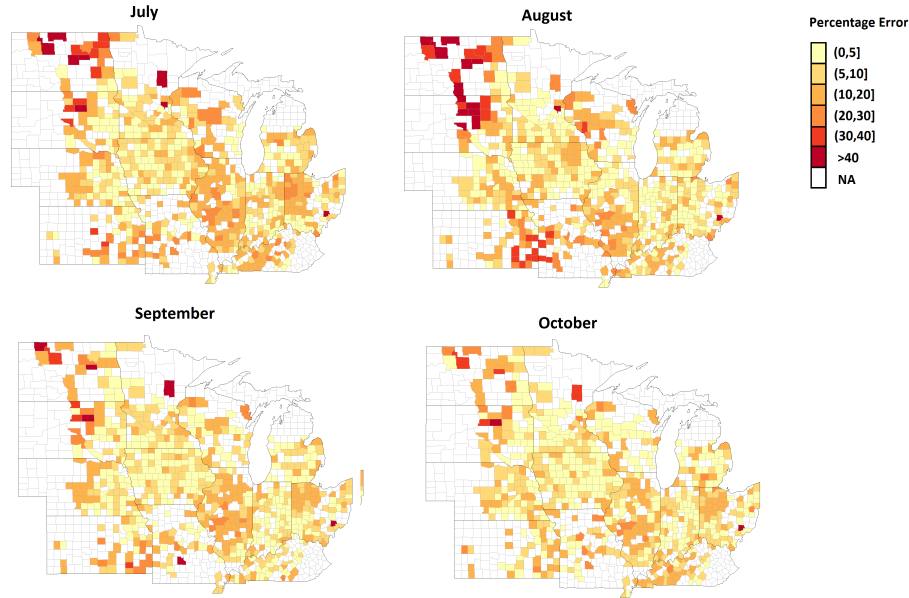 July
August
Percentage Error
(0,5]
(5,10]
(10,20]
(20,30]
(30,40]
>40
NA
September
October